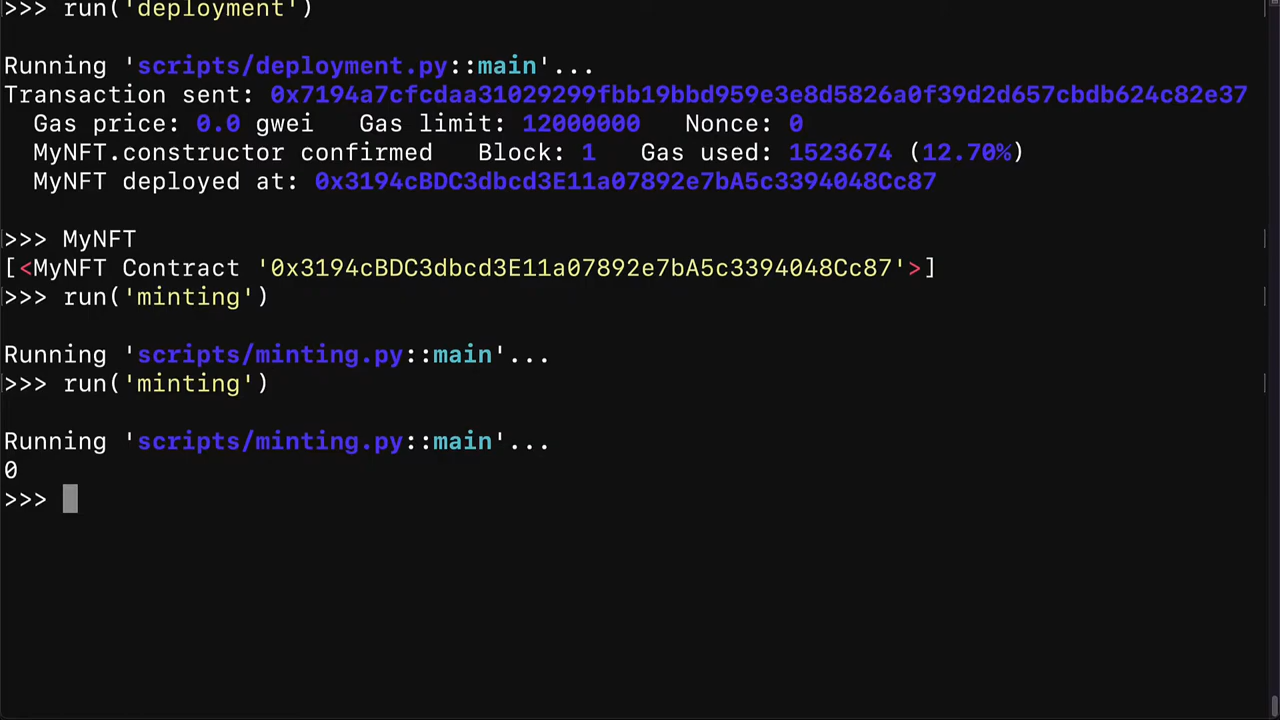 >>> run('deployment')
Running 'scripts/deployment.py::main'...
Transaction sent: 0x7194a7cfcdaa31029299fbb19bbd959e3e8d5826a0f39d2d657cbdb624c82e37
Gas price: 0.0 gwei   Gas limit: 12000000   Nonce: 0
MyNFT.constructor confirmed   Block: 1   Gas used: 1523674 (12.70%)
MyNFT deployed at: 0x3194cBDC3dbcd3E11a07892e7bA5c3394048Cc87
>>> MyNFT
[<MyNFT Contract '0x3194cBDC3dbcd3E11a07892e7bA5c3394048Cc87'>]
>>> run('minting')
Running 'scripts/minting.py::main'...
>>> run('minting')
Running 'scripts/minting.py::main'...
0
>>>